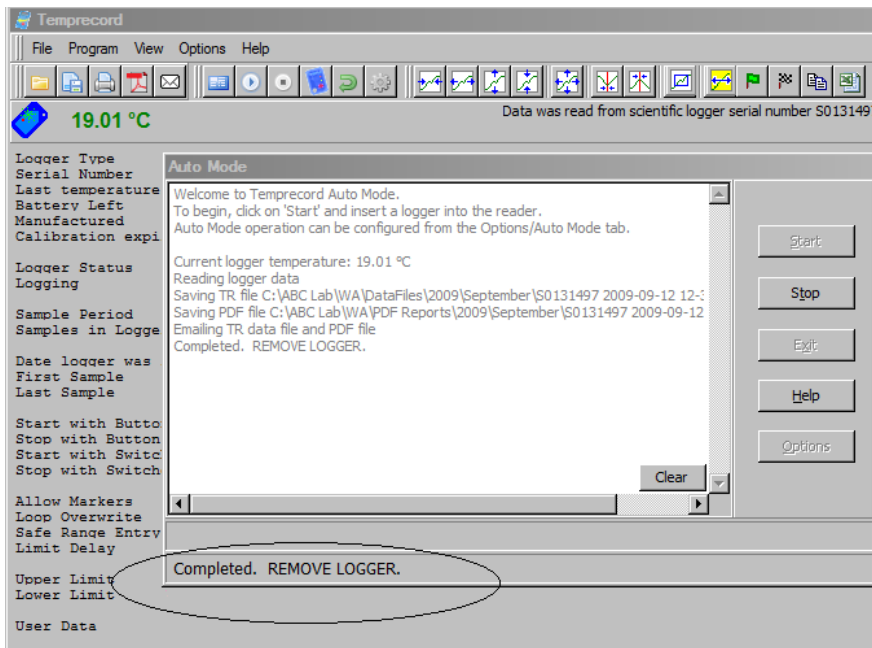 Temprecord
File Program View Options Help
19.01 °C
Data was read from scientific logger serial number S0131497
Logger Type
Serial Number
Last temperature
Battery Left
Manufactured
Calibration expi
Logger Status
Logging
Sample Period
Samples in Logge
Date logger was
First Sample
Last Sample
Start with Butto
Stop with Button
Start with Switc
Stop with Switch
Allow Markers
Loop Overwrite
Safe Range Entry
Limit Delay
Upper Limit
Lower Limit
User Data
Auto Mode
Welcome to Temprecord Auto Mode.
To begin, click on 'Start' and insert a logger into the reader.
Auto Mode operation can be configured from the Options/Auto Mode tab.
Current logger temperature: 19.01 °C
Reading logger data
Saving TR file C:\ABC Lab\WA\DataFiles\2009\September\S0131497 2009-09-12 12-3
Saving PDF file C:\ABC Lab\WA\PDF Reports\2009\September\S0131497 2009-09-12
Emailing TR data file and PDF file
Completed. REMOVE LOGGER.
Clear
Start
Stop
Exit
Help
Options
Completed. REMOVE LOGGER.